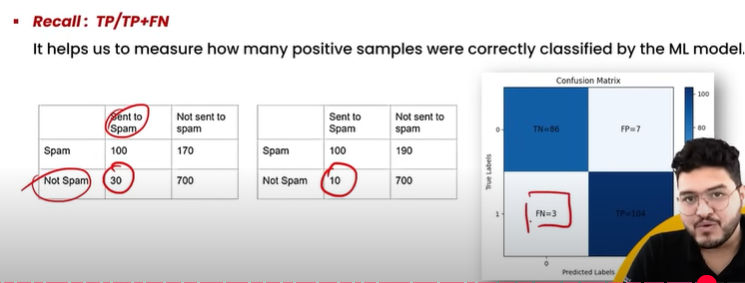 Recall : TP/TP+FN
It helps us to measure how many positive samples were correctly classified by the ML model.
Sent to Spam Not sent to spam
Spam 100 170
Not Spam 30 700
Sent to Spam Not sent to spam
Spam 100 190
Not Spam 10 700
Confusion Matrix
True Labels
0 TN=86 FP=7
1 FN=3 TP=104
0
Predicted Labels
100
80